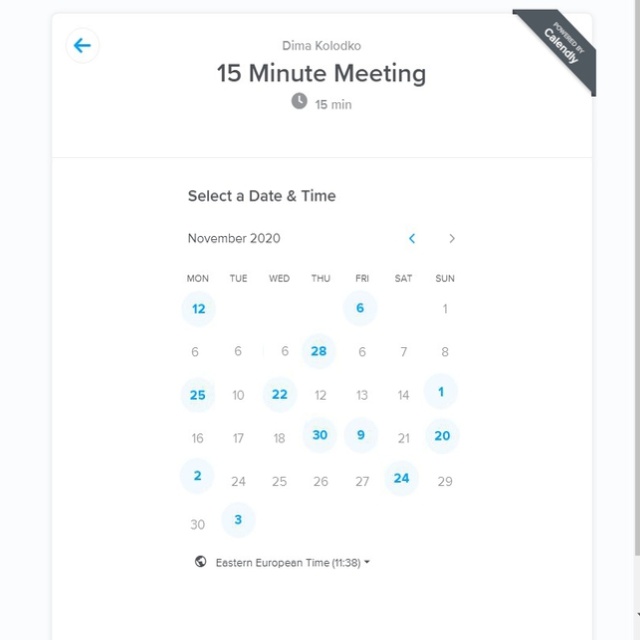 POWERED BY
Calendly
Dima Kolodko
15 Minute Meeting
15 min
Select a Date & Time
November 2020
MON TUE WED THU FRI SAT SUN
12 6 1
6 6 6 28 6 7 8
25 10 22 12 13 14 1
16 17 18 30 9 21 20
2 24 25 26 27 24 29
30 3
Eastern European Time (11:38)